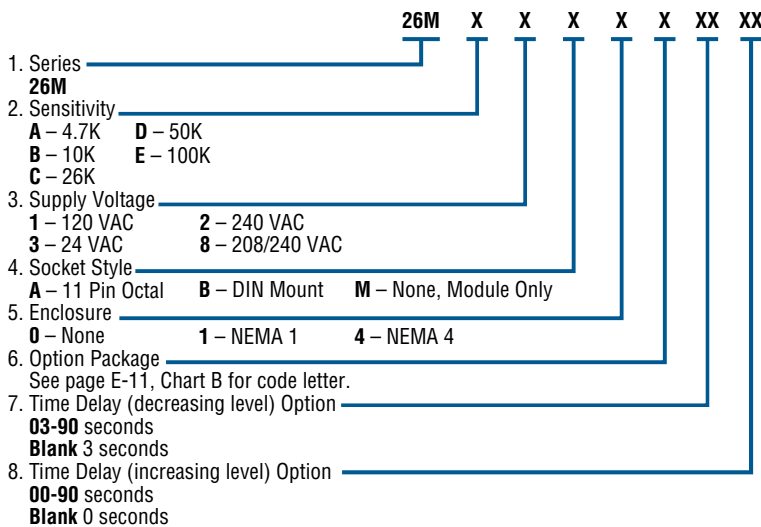 26M X X X X X XX XX
1. Series
26M
2. Sensitivity
A – 4.7K D – 50K
B – 10K E – 100K
C – 26K
3. Supply Voltage
1 – 120 VAC 2 – 240 VAC
3 – 24 VAC 8 – 208/240 VAC
4. Socket Style
A – 11 Pin Octal B – DIN Mount M – None, Module Only
5. Enclosure
0 – None 1 – NEMA 1 4 – NEMA 4
6. Option Package
See page E-11, Chart B for code letter.
7. Time Delay (decreasing level) Option
03-90 seconds
Blank 3 seconds
8. Time Delay (increasing level) Option
00-90 seconds
Blank 0 seconds